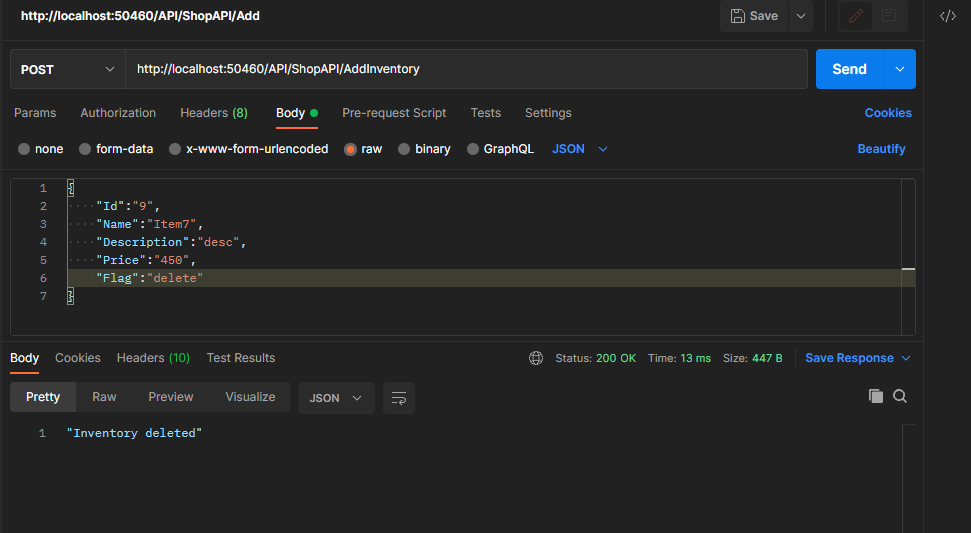 http://localhost:50460/API/ShopAPI/Add
Save
</>
POST
http://localhost:50460/API/ShopAPI/AddInventory
Send
Params Authorization Headers (8) Body Pre-request Script Tests Settings Cookies
none form-data x-www-form-urlencoded raw binary GraphQL JSON Beautify
1 {
2 ····"Id":"9",
3 ····"Name":"Item7",
4 ····"Description":"desc",
5 ····"Price":"450",
6 ····"Flag":"delete"
7 }
Body Cookies Headers (10) Test Results Status: 200 OK Time: 13 ms Size: 447 B Save Response
Pretty Raw Preview Visualize JSON
1 "Inventory deleted"